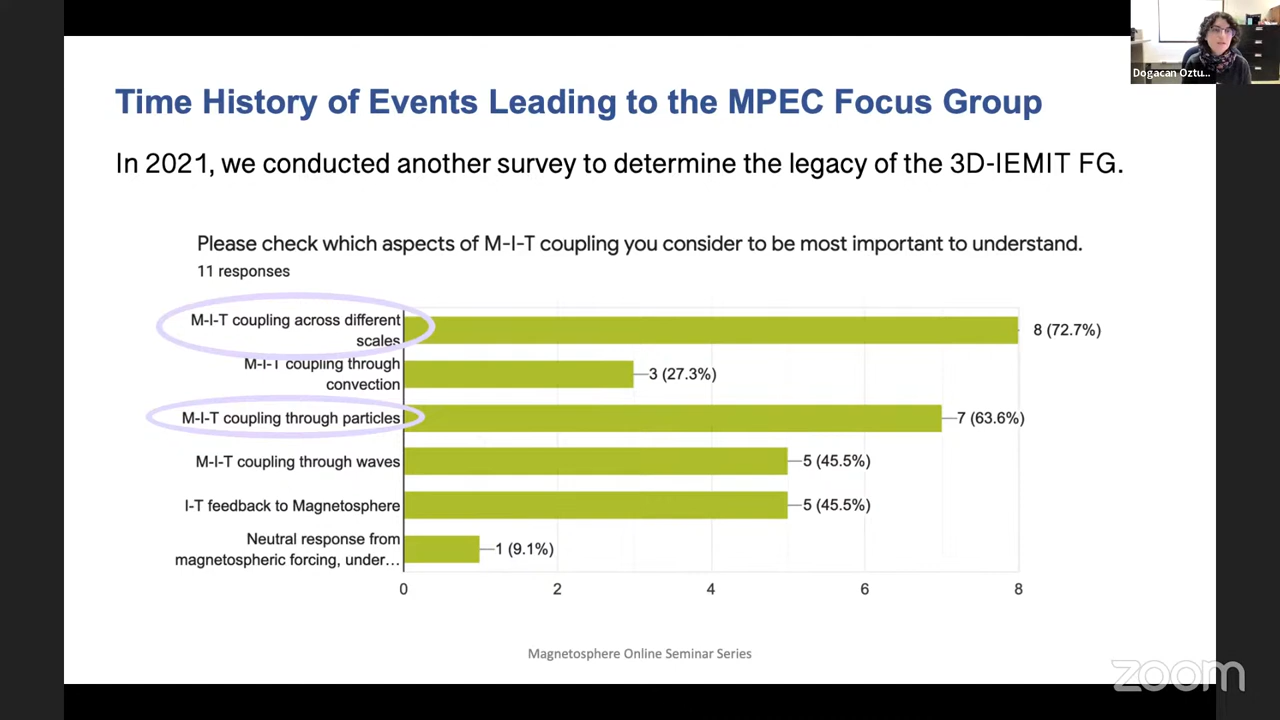 Dogacan Oztu...
Time History of Events Leading to the MPEC Focus Group
In 2021, we conducted another survey to determine the legacy of the 3D-IEMIT FG.
Please check which aspects of M-I-T coupling you consider to be most important to understand.
11 responses
M-I-T coupling across different
scales
8 (72.7%)
M-I-T coupling through
convection
3 (27.3%)
M-I-T coupling through particles
7 (63.6%)
M-I-T coupling through waves
5 (45.5%)
I-T feedback to Magnetosphere
5 (45.5%)
Neutral response from
magnetospheric forcing, under...
1 (9.1%)
0 2 4 6 8
Magnetosphere Online Seminar Series
zoom